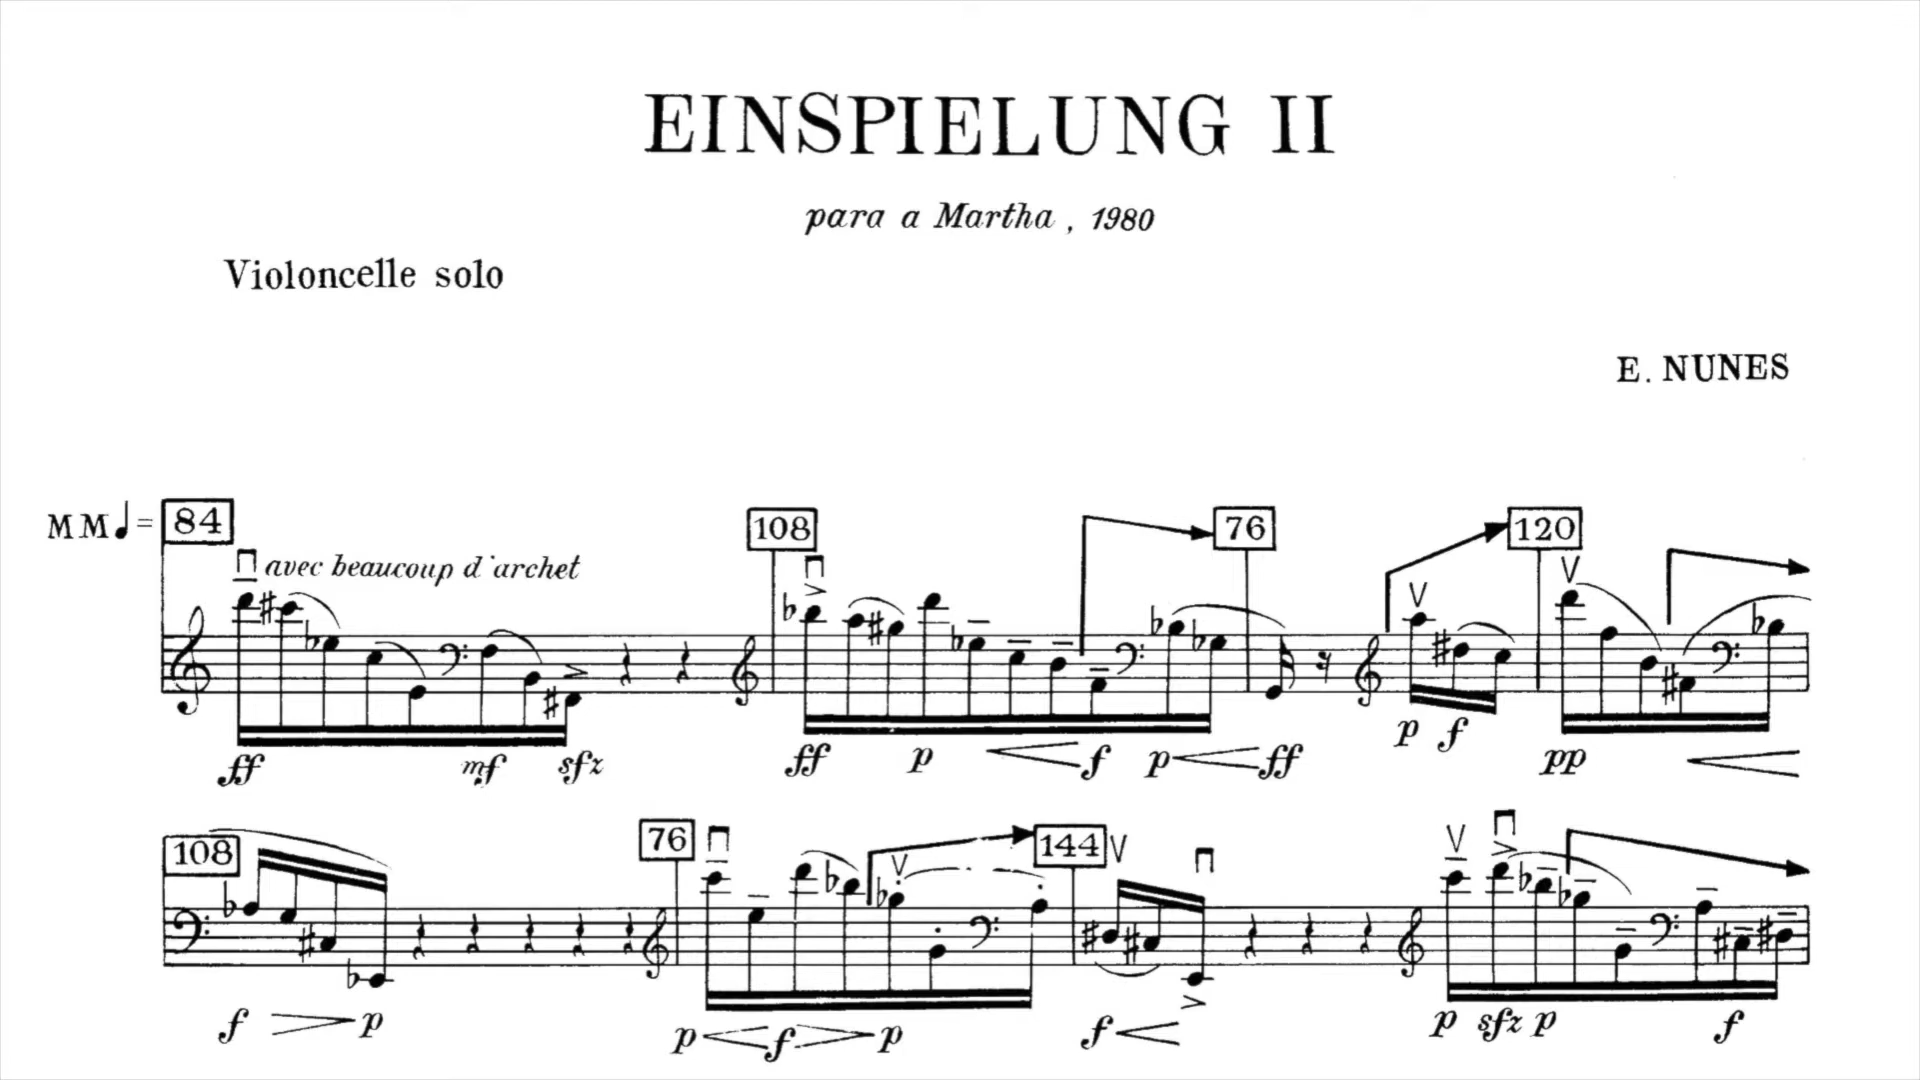 EINSPIELUNG II
para a Martha, 1980
Violoncelle solo
E. NUNES
MM♩= 84 108 76 120
avec beaucoup d'archet
ff mf sfz ff p f p ff p f pp
108 76 144
f p p f p f p sfz p f